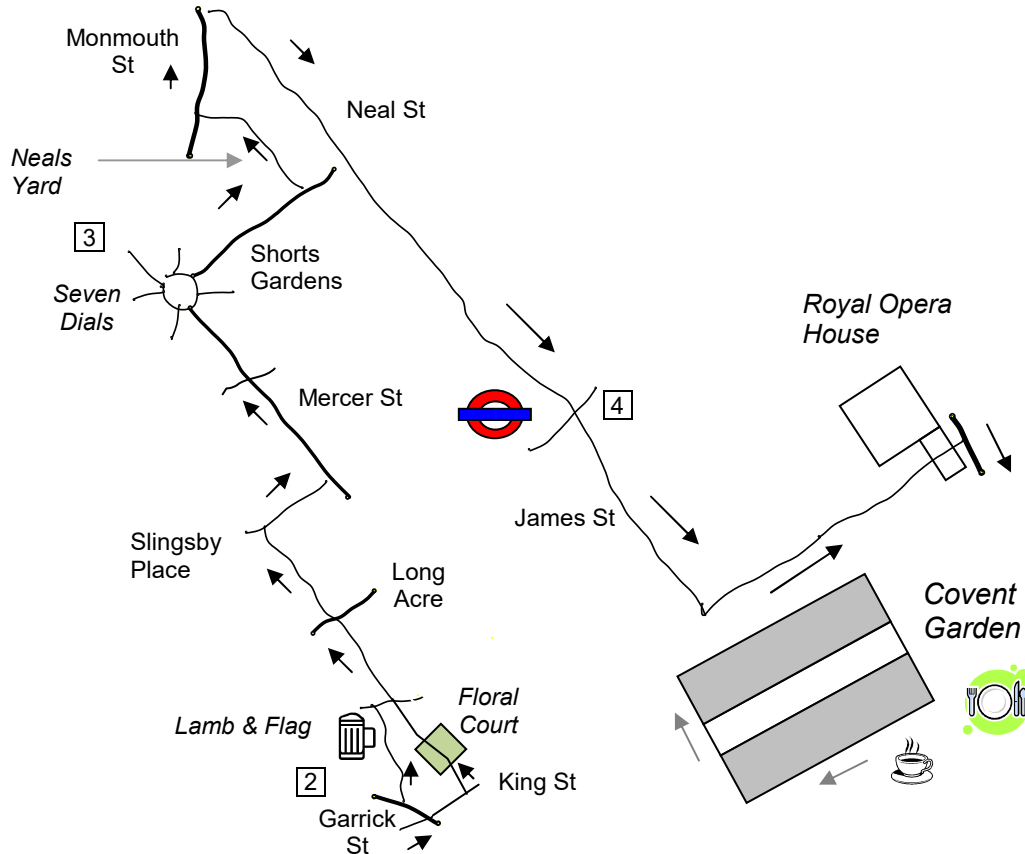 Monmouth
St
Neal St
Neals
Yard
3
Shorts
Gardens
Seven
Dials
Royal Opera
House
Mercer St
4
James St
Slingsby
Place
Long
Acre
Covent
Garden
Lamb & Flag
Floral
Court
2
King St
Garrick
St